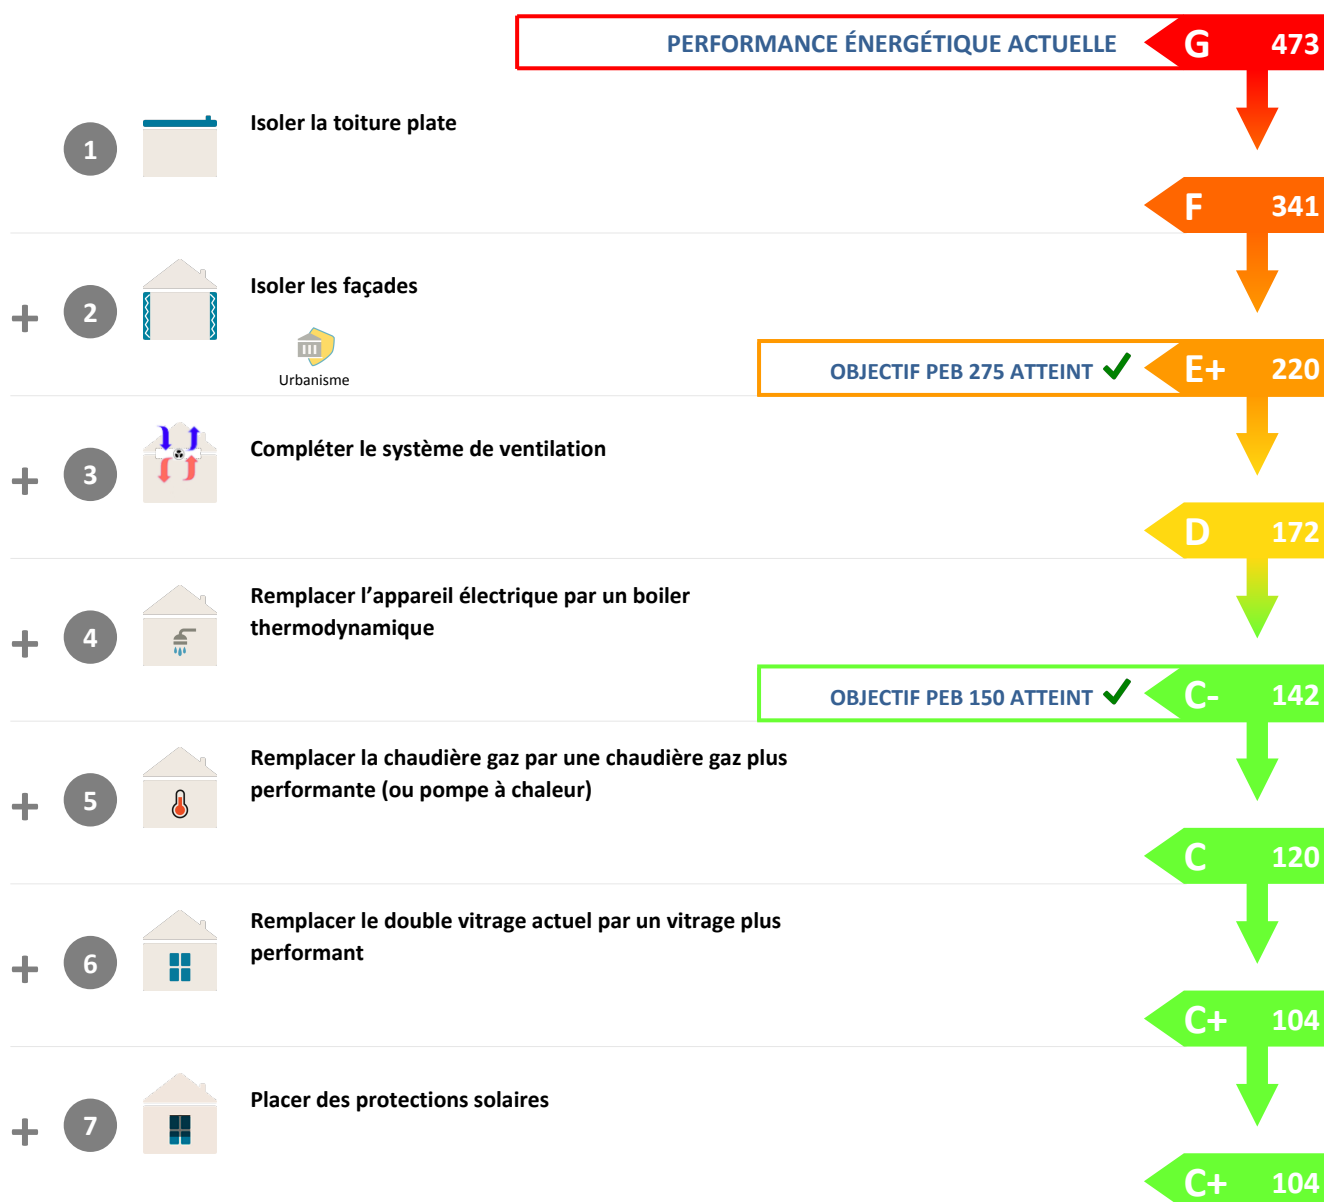 PERFORMANCE ÉNERGÉTIQUE ACTUELLE G 473
1 Isoler la toiture plate
F 341
+ 2 Isoler les façades
Urbanisme
OBJECTIF PEB 275 ATTEINT E+ 220
+ 3 Compléter le système de ventilation
D 172
+ 4 Remplacer l’appareil électrique par un boiler
thermodynamique
OBJECTIF PEB 150 ATTEINT C- 142
+ 5 Remplacer la chaudière gaz par une chaudière gaz plus
performante (ou pompe à chaleur)
C 120
+ 6 Remplacer le double vitrage actuel par un vitrage plus
performant
C+ 104
+ 7 Placer des protections solaires
C+ 104